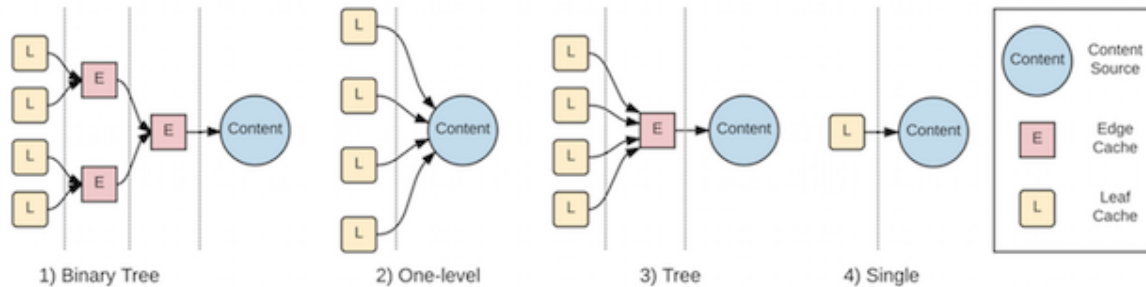 L
L
L
L
E
E
E
Content
1) Binary Tree
L
L
L
L
Content
2) One-level
L
L
L
L
E
Content
3) Tree
L
Content
4) Single
Content
Content
Source
E
Edge
Cache
L
Leaf
Cache